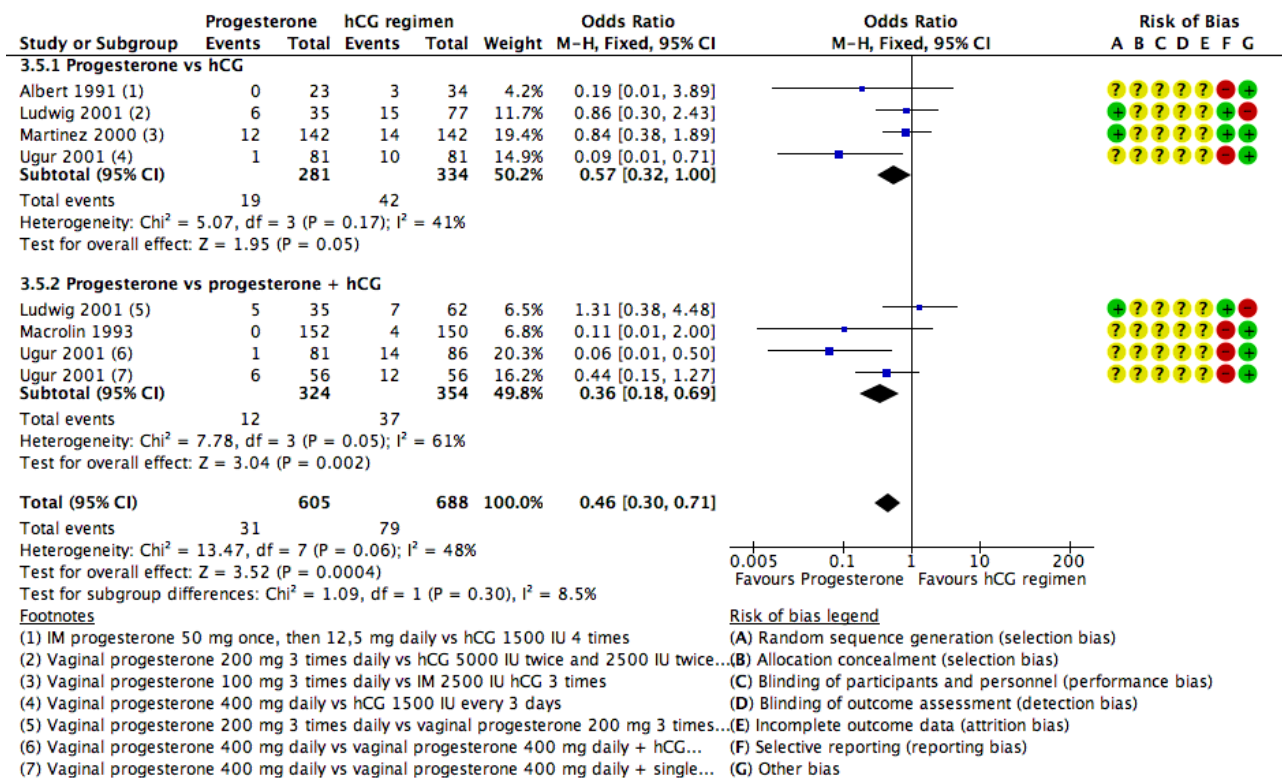 Progesterone hCG regimen Odds Ratio Odds Ratio Risk of Bias
Study or Subgroup Events Total Events Total Weight M-H, Fixed, 95% CI M-H, Fixed, 95% CI A B C D E F G
3.5.1 Progesterone vs hCG
Albert 1991 (1) 0 23 3 34 4.2% 0.19 [0.01, 3.89] ? ? ? ? ? - +
Ludwig 2001 (2) 6 35 15 77 11.7% 0.86 [0.30, 2.43] + ? ? ? ? + -
Martinez 2000 (3) 12 142 14 142 19.4% 0.84 [0.38, 1.89] + ? ? ? ? + +
Ugur 2001 (4) 1 81 10 81 14.9% 0.09 [0.01, 0.71] ? ? ? ? ? - +
Subtotal (95% CI) 281 334 50.2% 0.57 [0.32, 1.00]
Total events 19 42
Heterogeneity: Chi² = 5.07, df = 3 (P = 0.17); I² = 41%
Test for overall effect: Z = 1.95 (P = 0.05)
3.5.2 Progesterone vs progesterone + hCG
Ludwig 2001 (5) 5 35 7 62 6.5% 1.31 [0.38, 4.48] + ? ? ? ? + -
Macrolin 1993 0 152 4 150 6.8% 0.11 [0.01, 2.00] ? ? ? ? ? - +
Ugur 2001 (6) 1 81 14 86 20.3% 0.06 [0.01, 0.50] ? ? ? ? ? - +
Ugur 2001 (7) 6 56 12 56 16.2% 0.44 [0.15, 1.27] ? ? ? ? ? - +
Subtotal (95% CI) 324 354 49.8% 0.36 [0.18, 0.69]
Total events 12 37
Heterogeneity: Chi² = 7.78, df = 3 (P = 0.05); I² = 61%
Test for overall effect: Z = 3.04 (P = 0.002)
Total (95% CI) 605 688 100.0% 0.46 [0.30, 0.71]
Total events 31 79
Heterogeneity: Chi² = 13.47, df = 7 (P = 0.06); I² = 48%
Test for overall effect: Z = 3.52 (P = 0.0004)
Test for subgroup differences: Chi² = 1.09, df = 1 (P = 0.30), I² = 8.5%
0.005 0.1 1 10 200
Favours Progesterone Favours hCG regimen
Footnotes
(1) IM progesterone 50 mg once, then 12,5 mg daily vs hCG 1500 IU 4 times
(2) Vaginal progesterone 200 mg 3 times daily vs hCG 5000 IU twice and 2500 IU twice...
(3) Vaginal progesterone 100 mg 3 times daily vs IM 2500 IU hCG 3 times
(4) Vaginal progesterone 400 mg daily vs hCG 1500 IU every 3 days
(5) Vaginal progesterone 200 mg 3 times daily vs vaginal progesterone 200 mg 3 times...
(6) Vaginal progesterone 400 mg daily vs vaginal progesterone 400 mg daily + hCG...
(7) Vaginal progesterone 400 mg daily vs vaginal progesterone 400 mg daily + single...
Risk of bias legend
(A) Random sequence generation (selection bias)
(B) Allocation concealment (selection bias)
(C) Blinding of participants and personnel (performance bias)
(D) Blinding of outcome assessment (detection bias)
(E) Incomplete outcome data (attrition bias)
(F) Selective reporting (reporting bias)
(G) Other bias